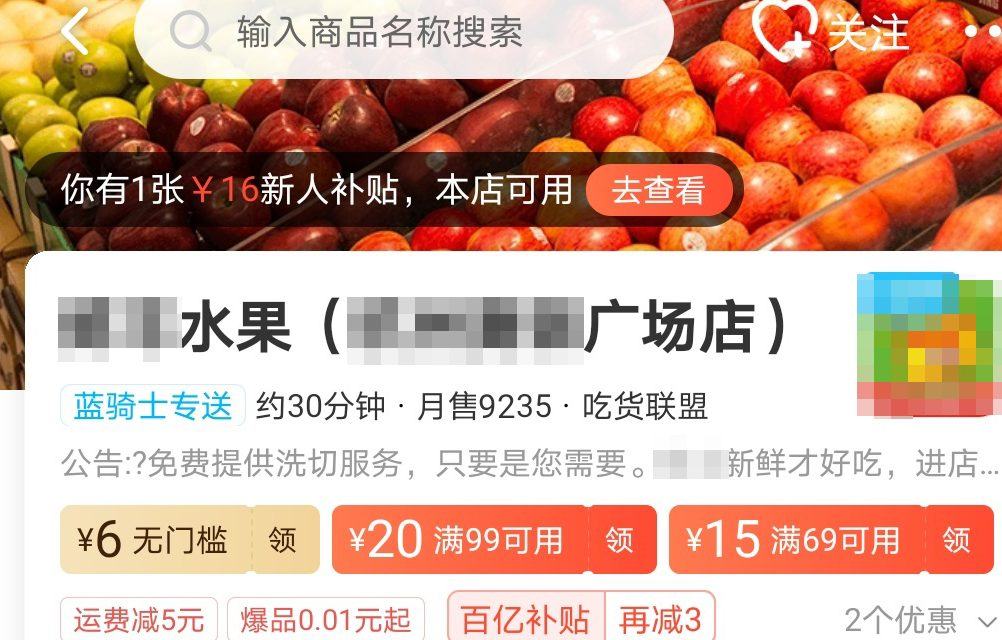 输入商品名称搜索
关注
你有1张￥16新人补贴，本店可用 去查看
水果（广场店）
蓝骑士专送 约30分钟 · 月售9235 · 吃货联盟
公告:?免费提供洗切服务，只要是您需要。新鲜才好吃，进店...
¥6 无门槛 领 ¥20 满99可用 领 ¥15 满69可用 领
运费减5元 爆品0.01元起 百亿补贴 再减3 2个优惠